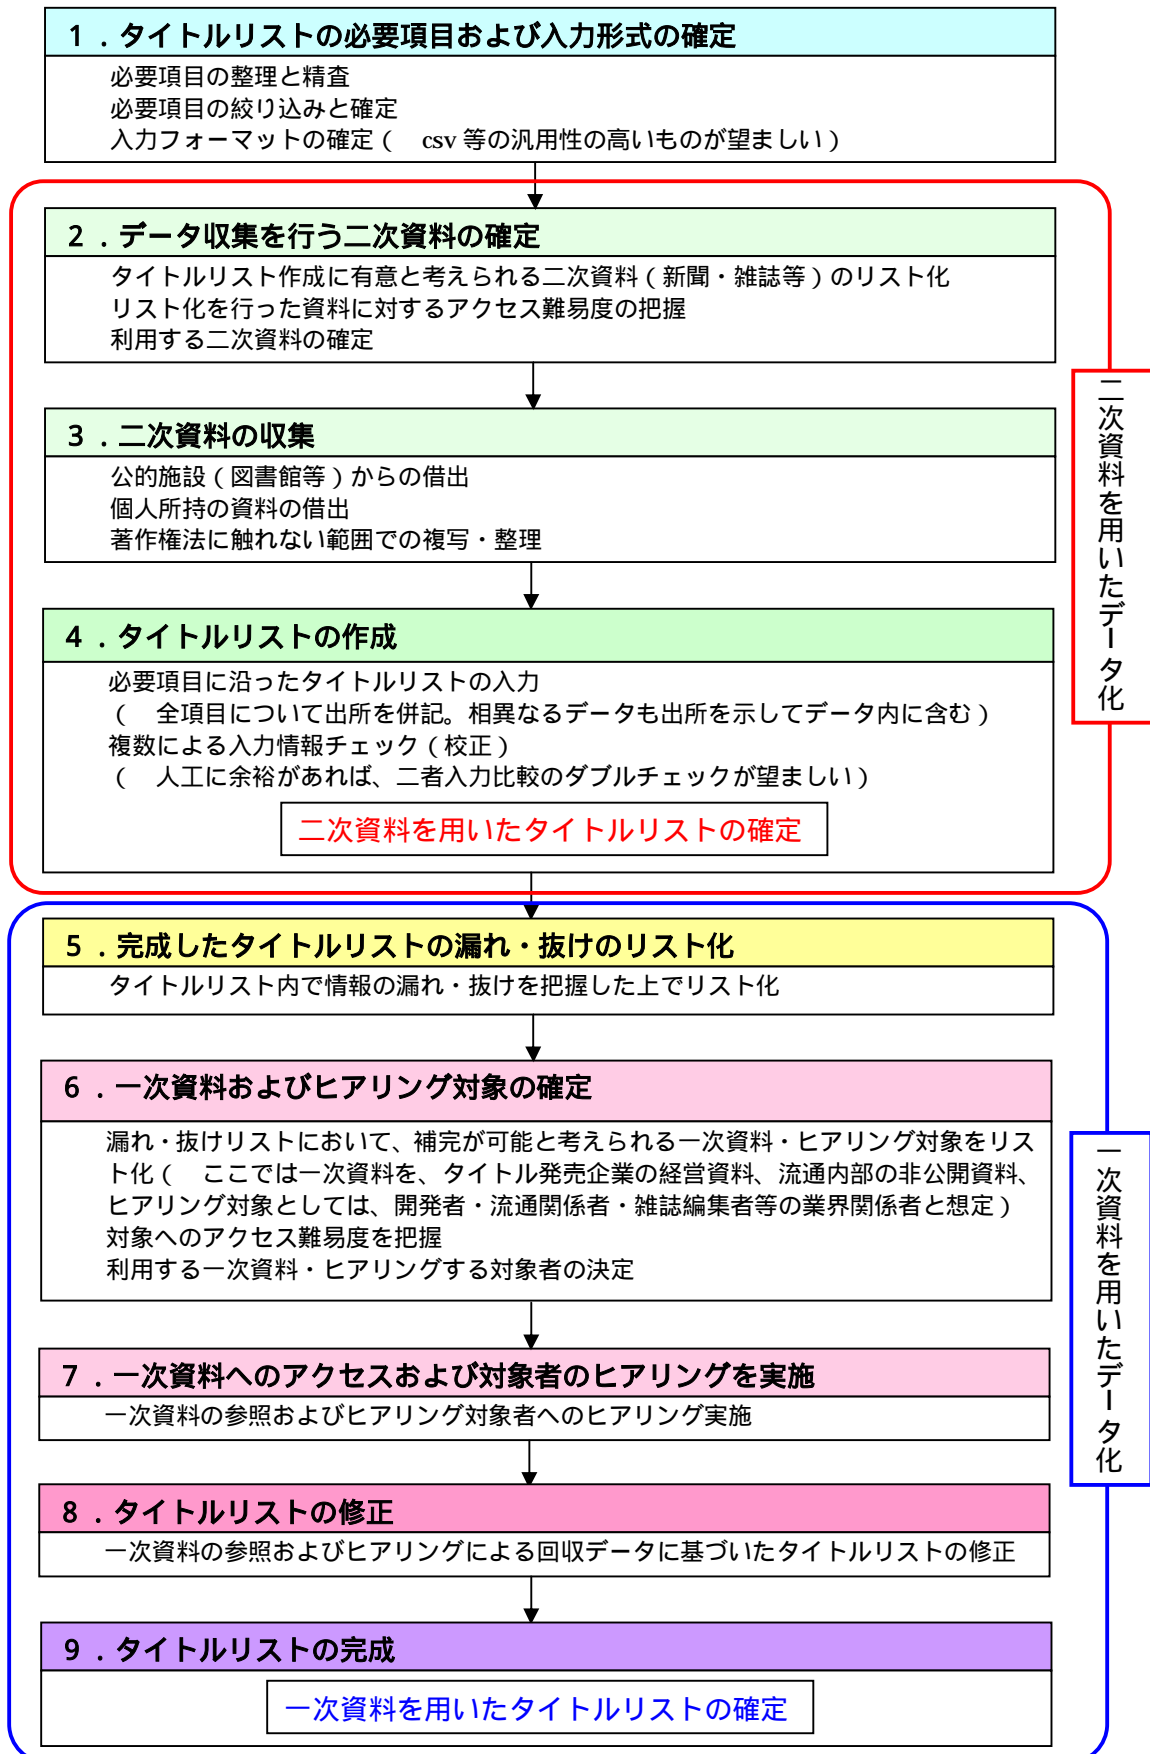 １．タイトルリストの必要項目および入力形式の確定
必要項目の整理と精査
必要項目の絞り込みと確定
入力フォーマットの確定（　csv 等の汎用性の高いものが望ましい）
２．データ収集を行う二次資料の確定
タイトルリスト作成に有意と考えられる二次資料（新聞・雑誌等）のリスト化
リスト化を行った資料に対するアクセス難易度の把握
利用する二次資料の確定
３．二次資料の収集
公的施設（図書館等）からの借出
個人所持の資料の借出
著作権法に触れない範囲での複写・整理
４．タイトルリストの作成
必要項目に沿ったタイトルリストの入力
（　全項目について出所を併記。相異なるデータも出所を示してデータ内に含む）
複数による入力情報チェック（校正）
（　人工に余裕があれば、二者入力比較のダブルチェックが望ましい）
二次資料を用いたタイトルリストの確定
二次資料を用いたデータ化
５．完成したタイトルリストの漏れ・抜けのリスト化
タイトルリスト内で情報の漏れ・抜けを把握した上でリスト化
６．一次資料およびヒアリング対象の確定
漏れ・抜けリストにおいて、補完が可能と考えられる一次資料・ヒアリング対象をリス
ト化（　ここでは一次資料を、タイトル発売企業の経営資料、流通内部の非公開資料、
ヒアリング対象としては、開発者・流通関係者・雑誌編集者等の業界関係者と想定）
対象へのアクセス難易度を把握
利用する一次資料・ヒアリングする対象者の決定
７．一次資料へのアクセスおよび対象者のヒアリングを実施
一次資料の参照およびヒアリング対象者へのヒアリング実施
８．タイトルリストの修正
一次資料の参照およびヒアリングによる回収データに基づいたタイトルリストの修正
９．タイトルリストの完成
一次資料を用いたタイトルリストの確定
一次資料を用いたデータ化